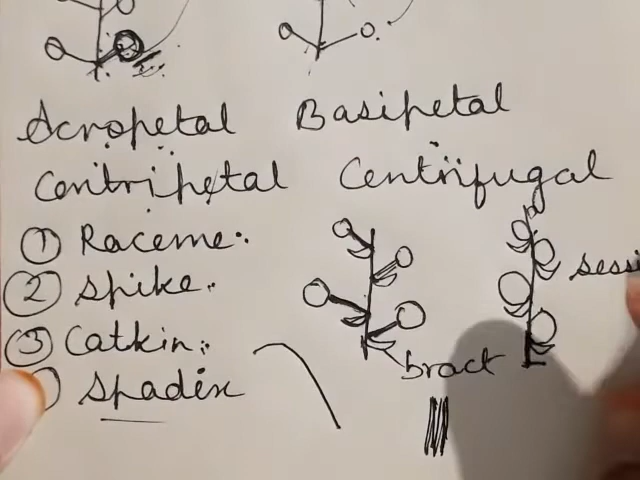 Acropetal Basipetal
Centripetal Centrifugal
① Raceme:
② Spike:
③ Catkin:
Spadix
bract